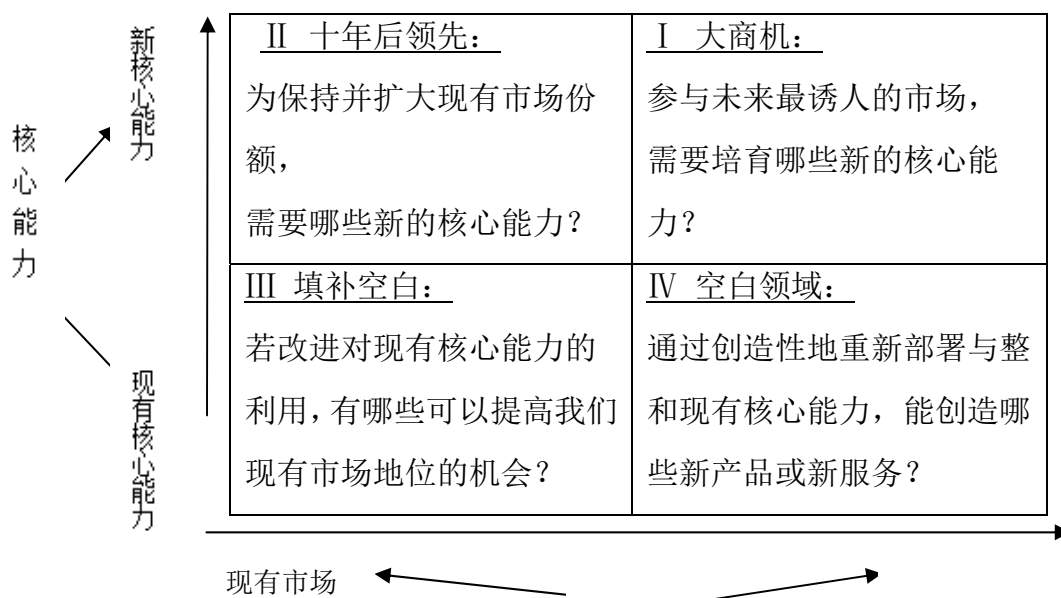 核心能力
新核心能力
现有核心能力
Ⅱ 十年后领先：
为保持并扩大现有市场份
额，
需要哪些新的核心能力？
Ⅰ 大商机：
参与未来最诱人的市场，
需要培育哪些新的核心能
力？
Ⅲ 填补空白：
若改进对现有核心能力的
利用，有哪些可以提高我们
现有市场地位的机会？
Ⅳ 空白领域：
通过创造性地重新部署与整
和现有核心能力，能创造哪
些新产品或新服务？
现有市场